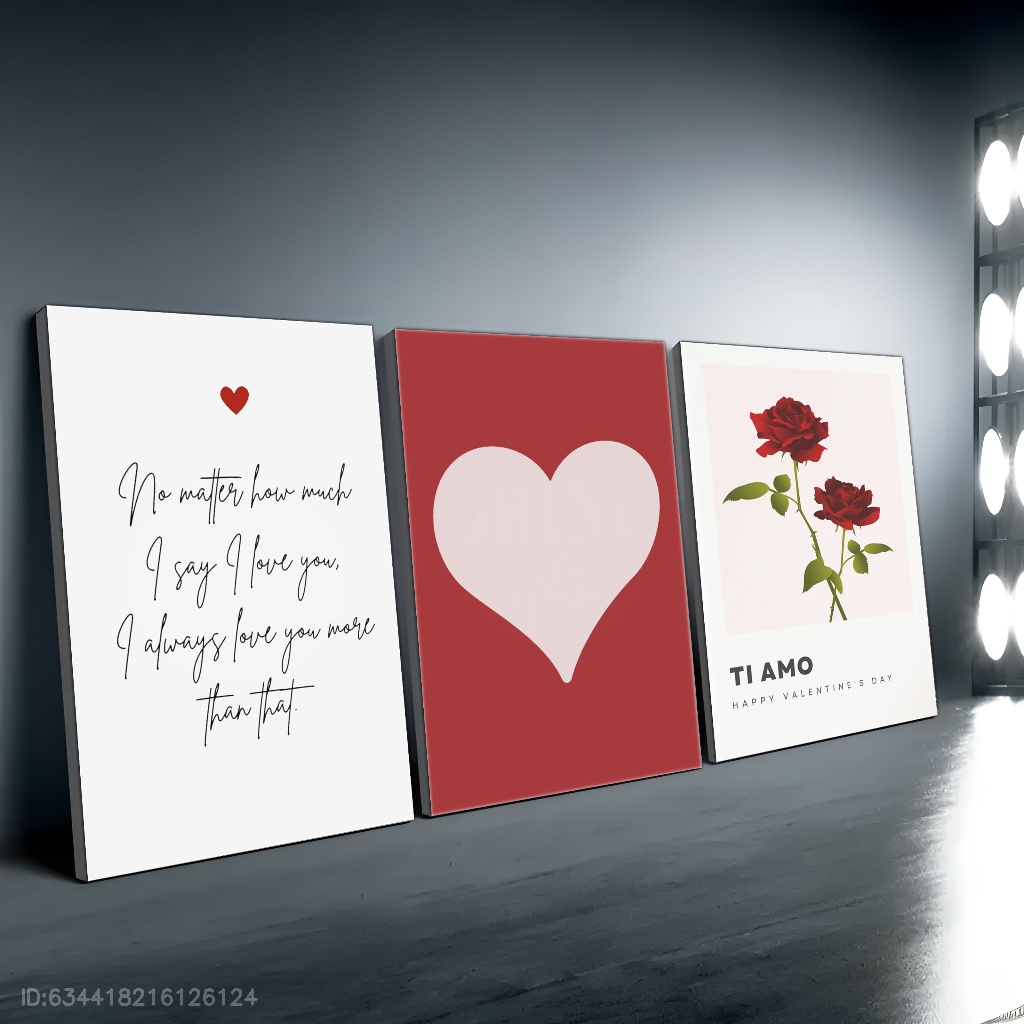 No matter how much
I say I love you,
I always love you more
than that.
TI AMO
HAPPY VALENTINE'S DAY
ID:634418216126124